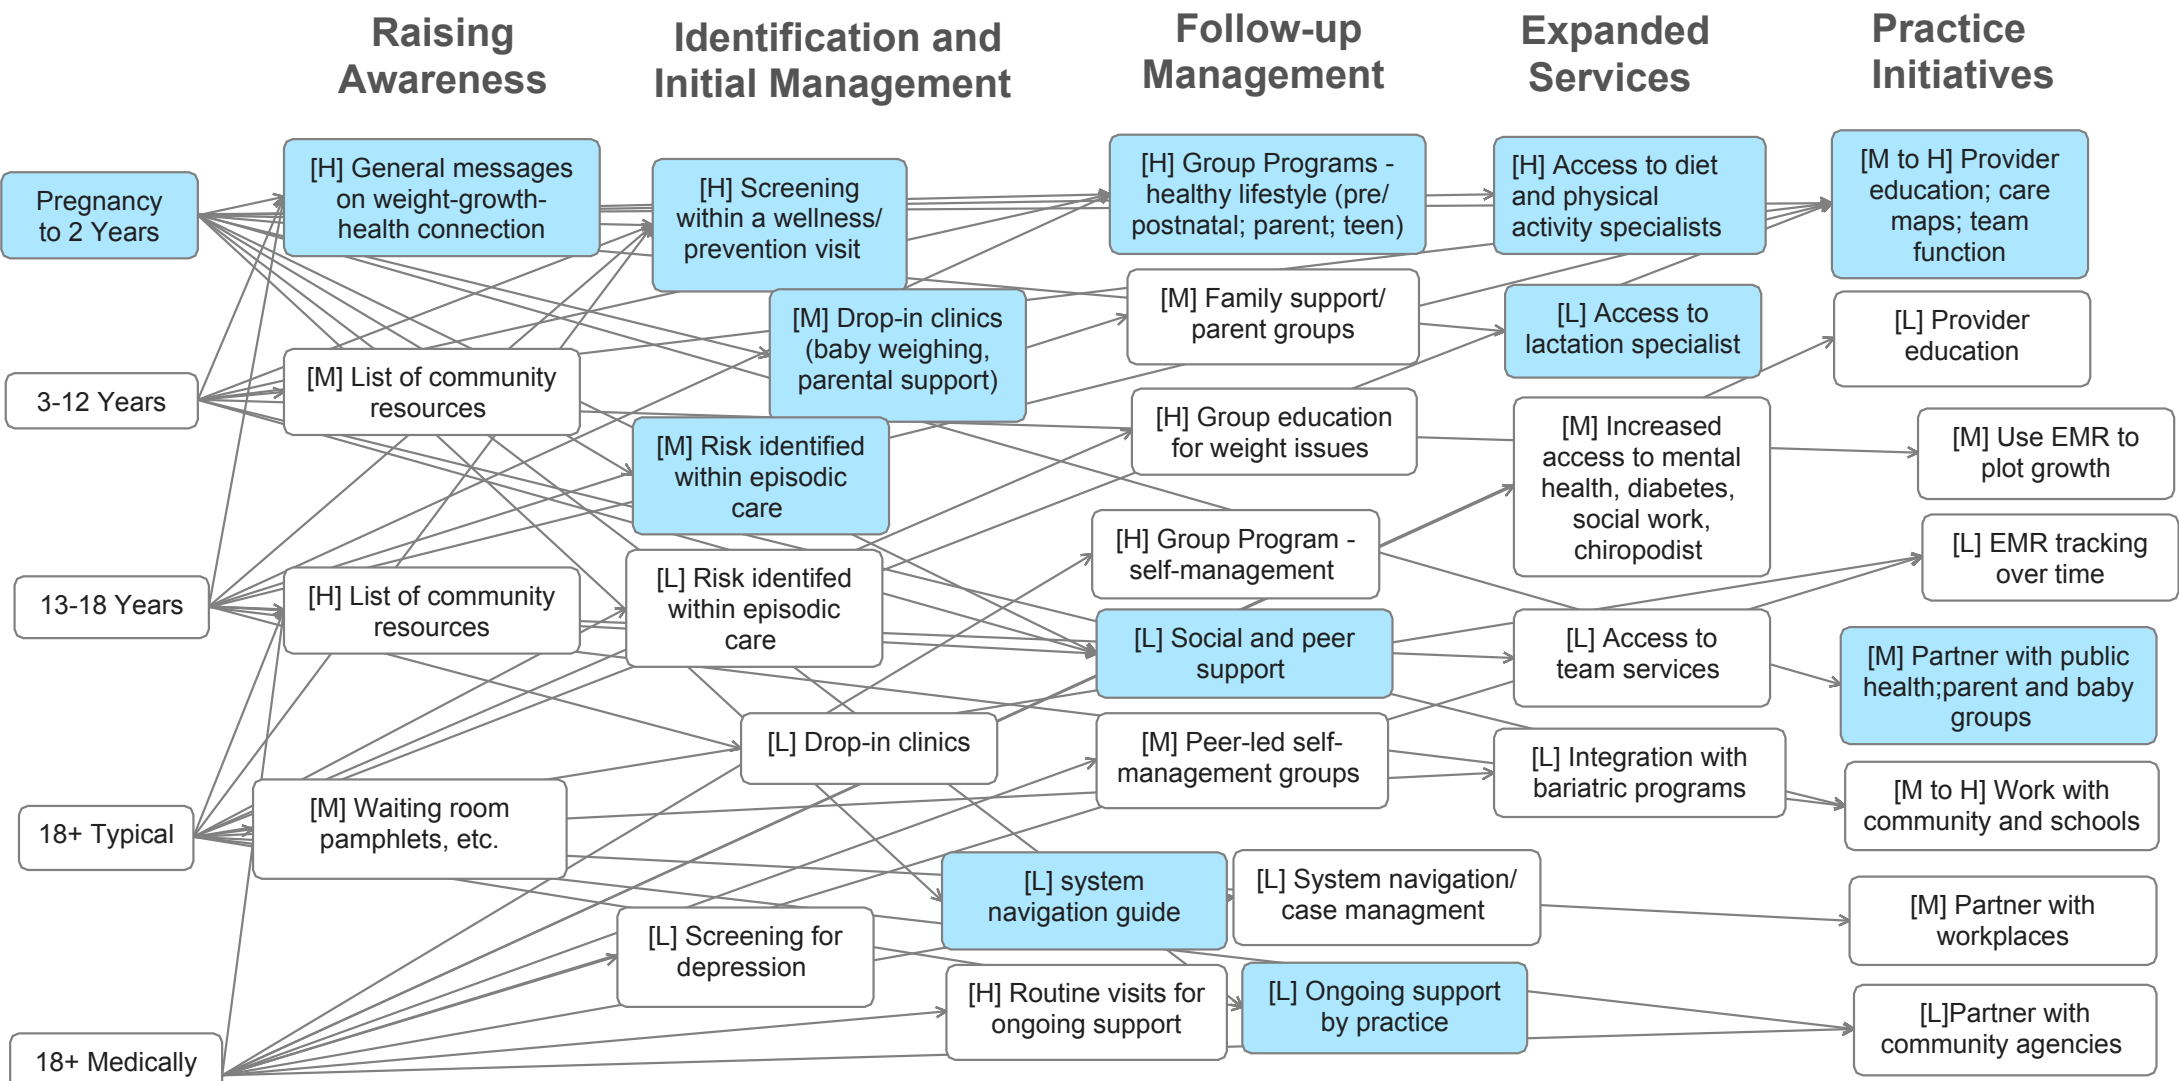 Raising
Awareness
Identification and
Initial Management
Follow-up
Management
Expanded
Services
Practice
Initiatives
Pregnancy
to 2 Years
3-12 Years
13-18 Years
18+ Typical
18+ Medically
[H] General messages
on weight-growth-
health connection
[M] List of community
resources
[H] List of community
resources
[M] Waiting room
pamphlets, etc.
[H] Screening
within a wellness/
prevention visit
[M] Drop-in clinics
(baby weighing,
parental support)
[M] Risk identified
within episodic
care
[L] Risk identifed
within episodic
care
[L] Drop-in clinics
[L] system
navigation guide
[L] Screening for
depression
[H] Routine visits for
ongoing support
[H] Group Programs -
healthy lifestyle (pre/
postnatal; parent; teen)
[M] Family support/
parent groups
[H] Group education
for weight issues
[H] Group Program -
self-management
[L] Social and peer
support
[M] Peer-led self-
management groups
[L] System navigation/
case managment
[L] Ongoing support
by practice
[H] Access to diet
and physical
activity specialists
[L] Access to
lactation specialist
[M] Increased
access to mental
health, diabetes,
social work,
chiropodist
[L] Access to
team services
[L] Integration with
bariatric programs
[M to H] Provider
education; care
maps; team
function
[L] Provider
education
[M] Use EMR to
plot growth
[L] EMR tracking
over time
[M] Partner with public
health;parent and baby
groups
[M to H] Work with
community and schools
[M] Partner with
workplaces
[L]Partner with
community agencies